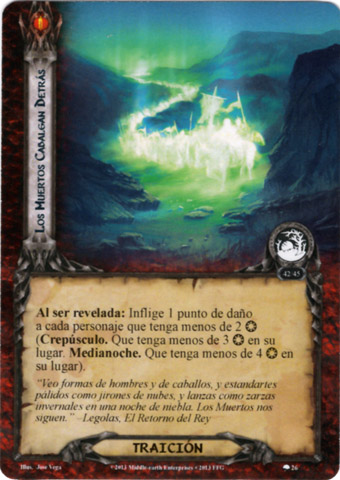 LOS MUERTOS CABALGAN DETRÁS
42-45
Al ser revelada: Inflige 1 punto de daño
a cada personaje que tenga menos de 2
(Crepúsculo. Que tenga menos de 3 en su
lugar. Medianoche. Que tenga menos de 4 en
su lugar).
“Veo formas de hombres y de caballos, y estandartes
pálidos como jirones de nubes, y lanzas como zarzas
invernales en una noche de niebla. Los Muertos nos
siguen.” –Legolas, El Retorno del Rey
TRAICIÓN
Illus. Jose Vega
©2013 Middle-earth Enterprises ©2013 FFG
26